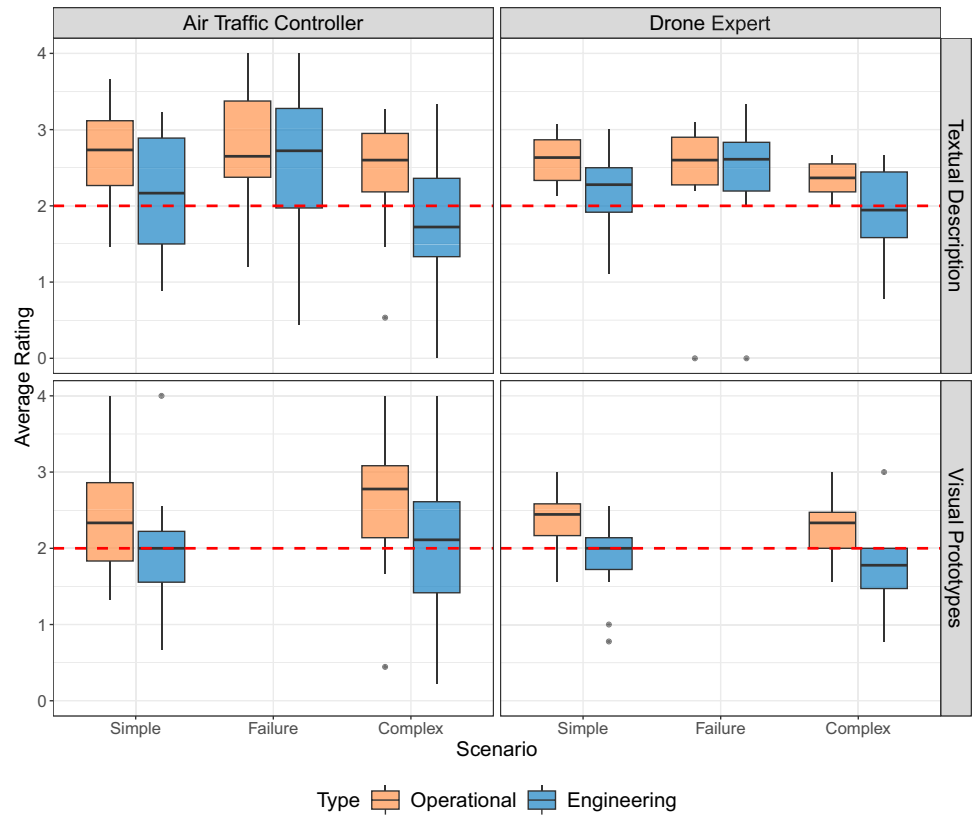 Air Traffic Controller
Drone Expert
4
3
2
1
0
Textual Description
Average Rating
4
3
2
1
0
Visual Prototypes
Simple
Failure
Complex
Simple
Failure
Complex
Scenario
Type Operational Engineering